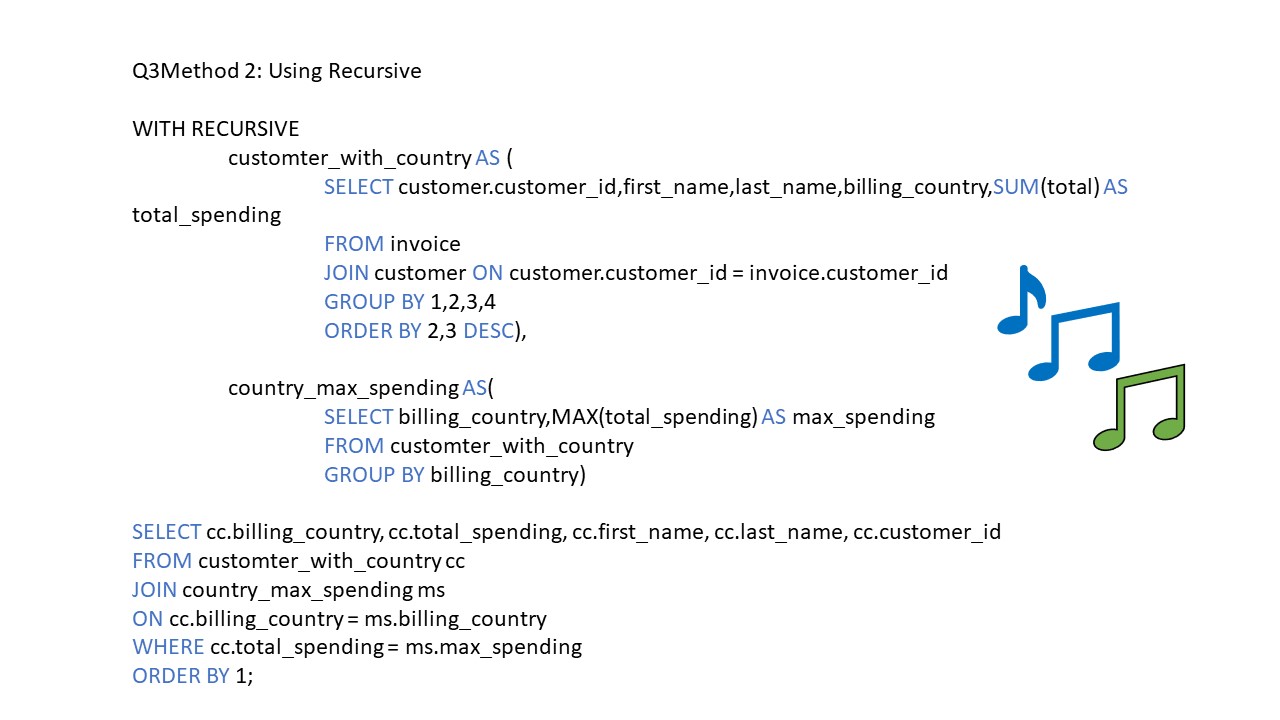 Q3Method 2: Using Recursive
WITH RECURSIVE
customter_with_country AS (
SELECT customer.customer_id,first_name,last_name,billing_country,SUM(total) AS
total_spending
FROM invoice
JOIN customer ON customer.customer_id = invoice.customer_id
GROUP BY 1,2,3,4
ORDER BY 2,3 DESC),
country_max_spending AS(
SELECT billing_country,MAX(total_spending) AS max_spending
FROM customter_with_country
GROUP BY billing_country)
SELECT cc.billing_country, cc.total_spending, cc.first_name, cc.last_name, cc.customer_id
FROM customter_with_country cc
JOIN country_max_spending ms
ON cc.billing_country = ms.billing_country
WHERE cc.total_spending = ms.max_spending
ORDER BY 1;